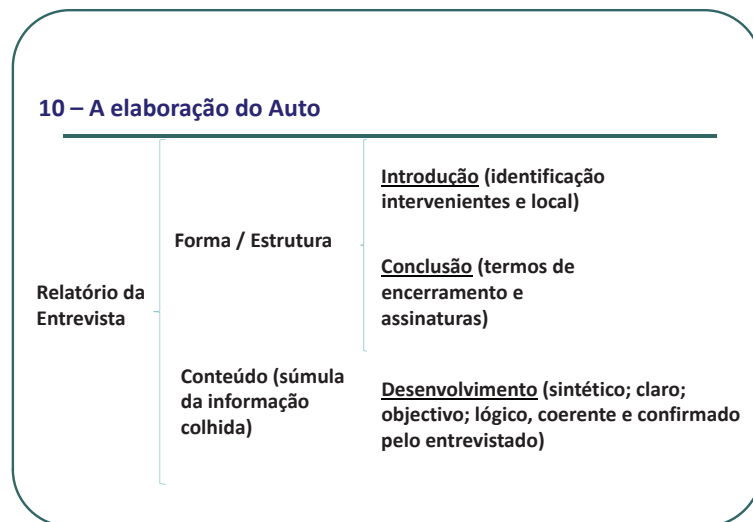 10 – A elaboração do Auto
Introdução (identificação
intervenientes e local)
Forma / Estrutura
Conclusão (termos de
encerramento e
assinaturas)
Relatório da
Entrevista
Conteúdo (súmula
da informação
colhida)
Desenvolvimento (sintético; claro;
objectivo; lógico, coerente e confirmado
pelo entrevistado)